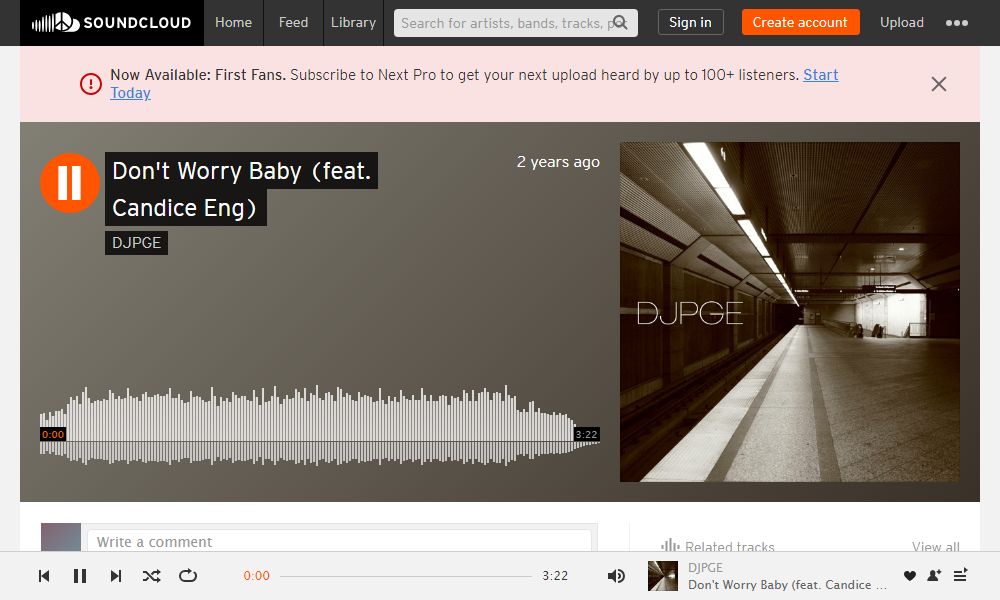 SOUNDCLOUD
Home
Feed
Library
Search for artists, bands, tracks,
Sign in
Create account
Upload
Now Available: First Fans. Subscribe to Next Pro to get your next upload heard by up to 100+ listeners. Start
Today
Don't Worry Baby (feat.
Candice Eng)
DJPGE
2 years ago
DJPGE
0:00
3:22
Write a comment
Related tracks
View all
0:00
3:22
DJPGE
Don't Worry Baby (feat. Candice ...